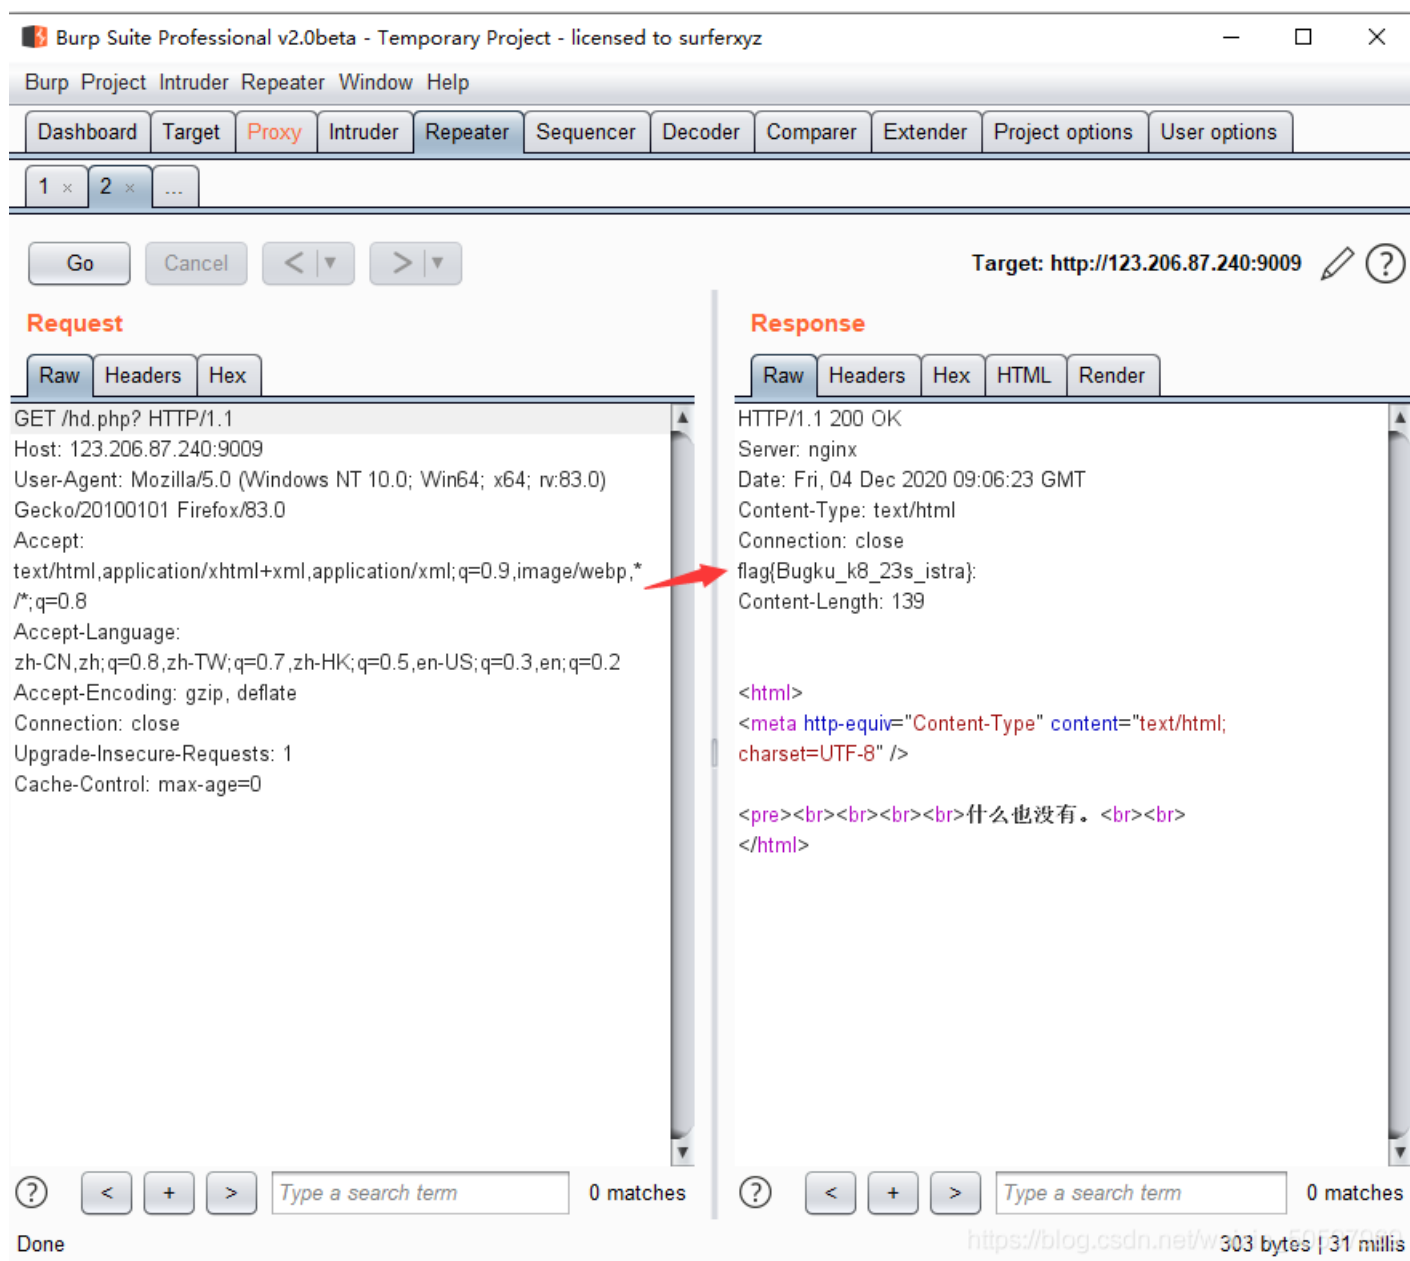 Burp Suite Professional v2.0beta - Temporary Project - licensed to surferxyz
Burp Project Intruder Repeater Window Help
Dashboard Target Proxy Intruder Repeater Sequencer Decoder Comparer Extender Project options User options
1 × 2 × ...
Go Cancel < ▼ > ▼ Target: http://123.206.87.240:9009 ?
Request
Raw Headers Hex
GET /hd.php? HTTP/1.1
Host: 123.206.87.240:9009
User-Agent: Mozilla/5.0 (Windows NT 10.0; Win64; x64; rv:83.0)
Gecko/20100101 Firefox/83.0
Accept:
text/html,application/xhtml+xml,application/xml;q=0.9,image/webp,*
/*;q=0.8
Accept-Language:
zh-CN,zh;q=0.8,zh-TW;q=0.7,zh-HK;q=0.5,en-US;q=0.3,en;q=0.2
Accept-Encoding: gzip, deflate
Connection: close
Upgrade-Insecure-Requests: 1
Cache-Control: max-age=0
? < + > Type a search term 0 matches
Response
Raw Headers Hex HTML Render
HTTP/1.1 200 OK
Server: nginx
Date: Fri, 04 Dec 2020 09:06:23 GMT
Content-Type: text/html
Connection: close
flag{Bugku_k8_23s_istra}:
Content-Length: 139
<html>
<meta http-equiv="Content-Type" content="text/html;
charset=UTF-8" />
<pre><br><br><br><br>什么也没有。<br><br>
</html>
? < + > Type a search term 0 matches
Done
303 bytes | 31 millis